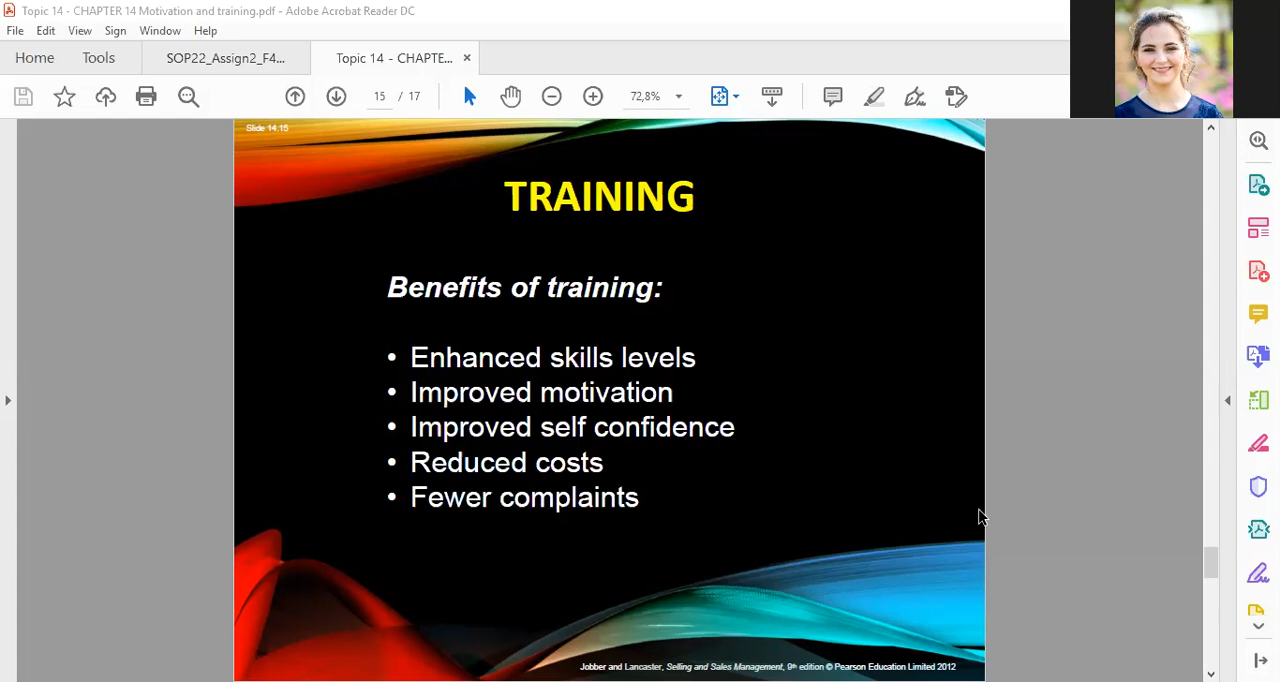 Topic 14 - CHAPTER 14 Motivation and training.pdf - Adobe Acrobat Reader DC
File Edit View Sign Window Help
Home Tools SOP22_Assign2_F4... Topic 14 - CHAPTE... ×
15 / 17 72,8%
Slide 14.15
TRAINING
Benefits of training:
• Enhanced skills levels
• Improved motivation
• Improved self confidence
• Reduced costs
• Fewer complaints
Jobber and Lancaster, Selling and Sales Management, 9th edition © Pearson Education Limited 2012